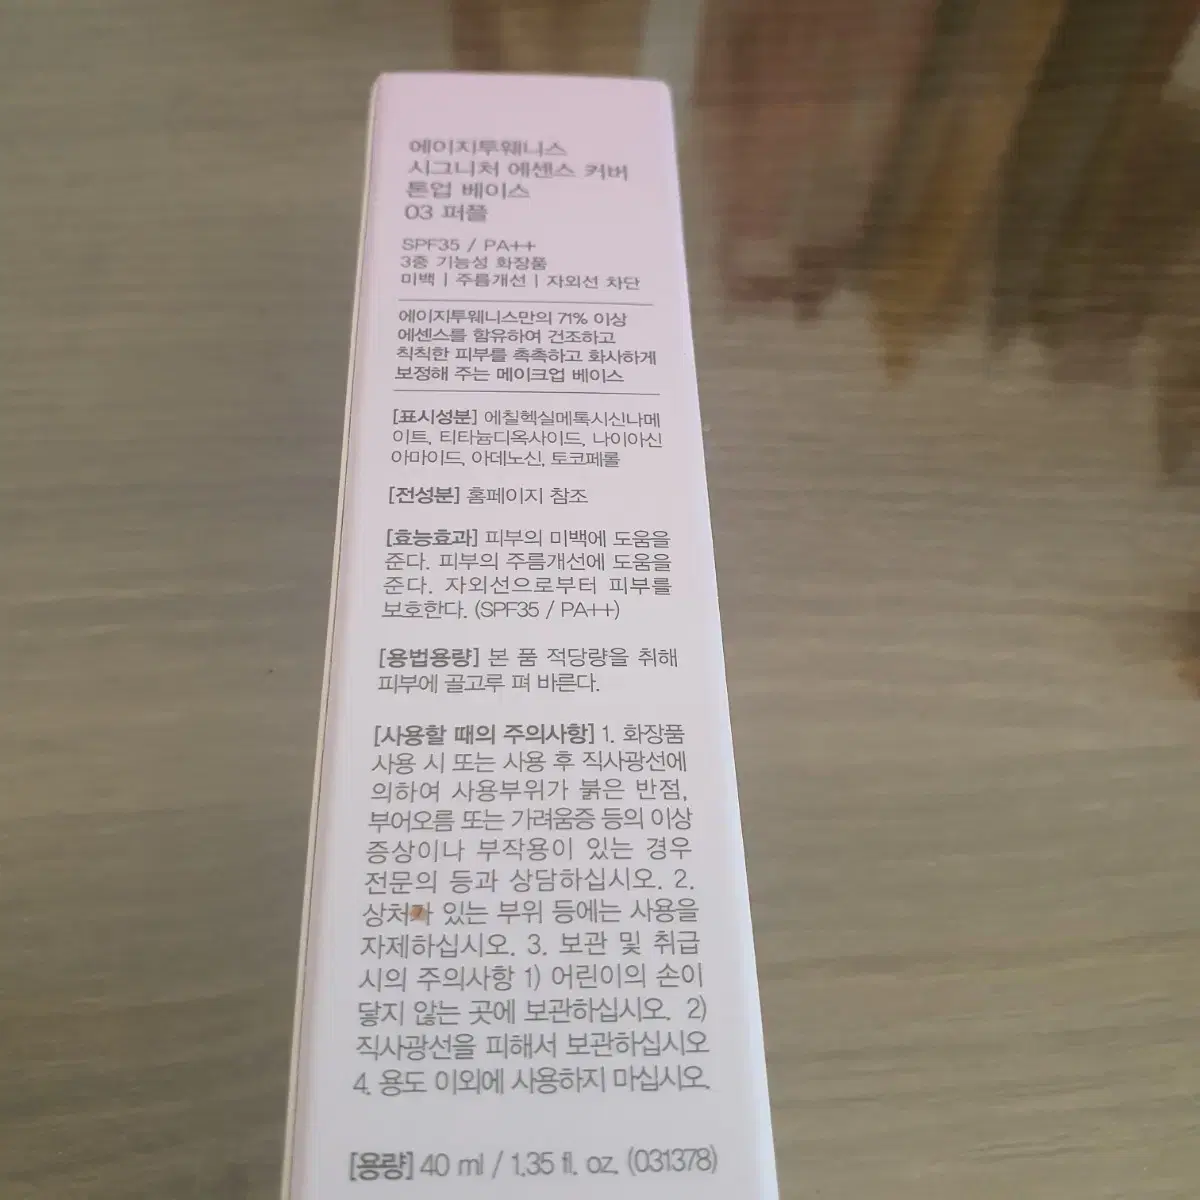 에이지투웨니스
시그니처 에센스 커버
톤업 베이스
03 퍼플
SPF35 / PA++
3중 기능성 화장품
미백 | 주름개선 | 자외선 차단
에이지투웨니스만의 71% 이상
에센스를 함유하여 건조하고
칙칙한 피부를 촉촉하고 화사하게
보정해 주는 메이크업 베이스
[표시성분] 에칠헥실메톡시신나메
이트, 티타늄디옥사이드, 나이아신
아마이드, 아데노신, 토코페롤
[전성분] 홈페이지 참조
[효능효과] 피부의 미백에 도움을
준다. 피부의 주름개선에 도움을
준다. 자외선으로부터 피부를
보호한다. (SPF35 / PA++)
[용법용량] 본 품 적당량을 취해
피부에 골고루 펴 바른다.
[사용할 때의 주의사항] 1. 화장품
사용 시 또는 사용 후 직사광선에
의하여 사용부위가 붉은 반점,
부어오름 또는 가려움증 등의 이상
증상이나 부작용이 있는 경우
전문의 등과 상담하십시오. 2.
상처가 있는 부위 등에는 사용을
자제하십시오. 3. 보관 및 취급
시의 주의사항 1) 어린이의 손이
닿지 않는 곳에 보관하십시오. 2)
직사광선을 피해서 보관하십시오
4. 용도 이외에 사용하지 마십시오.
[용량] 40 ml / 1.35 fl. oz. (031378)